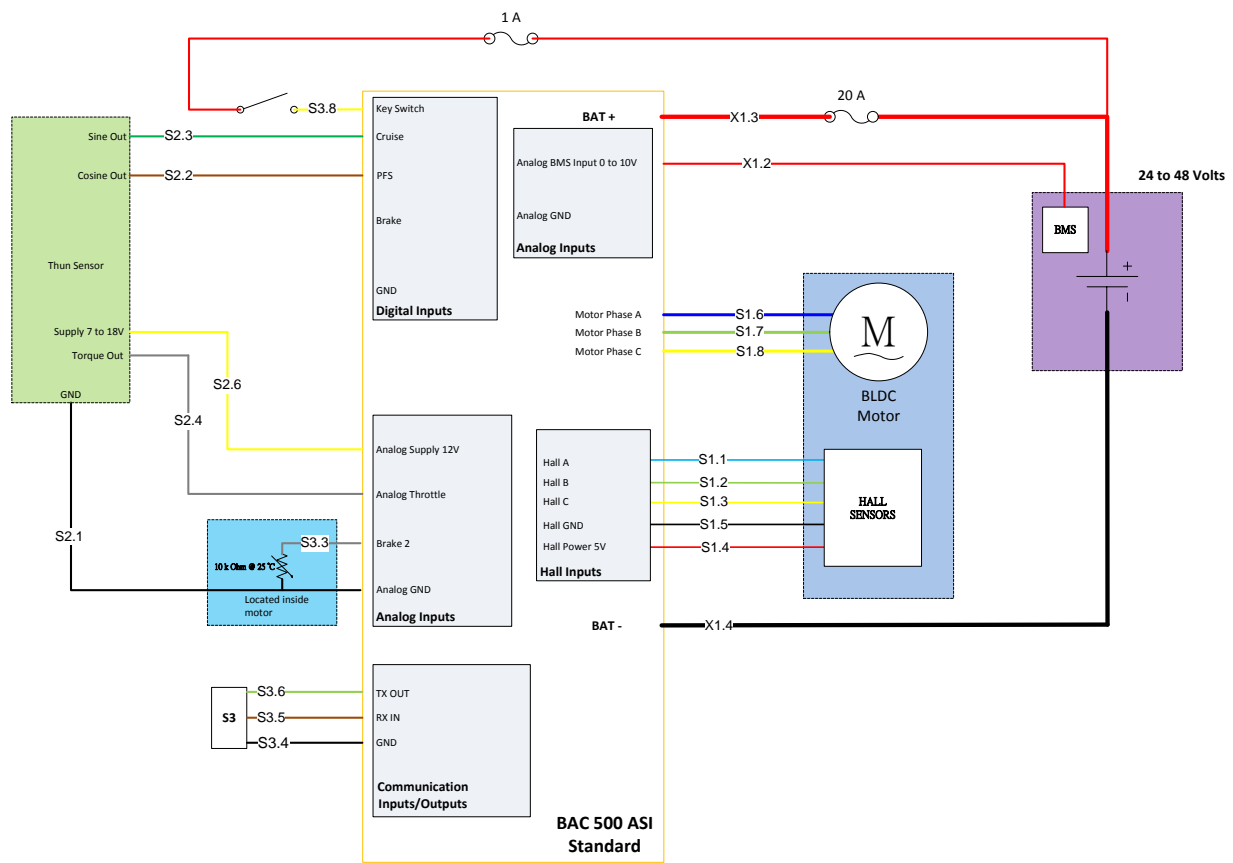 1 A
20 A
S3.8
Key Switch
BAT +
X1.3
Sine Out
S2.3
Cruise
Analog BMS Input 0 to 10V
X1.2
Cosine Out
S2.2
PFS
24 to 48 Volts
Brake
Analog GND
BMS
Analog Inputs
Thun Sensor
GND
Digital Inputs
+
Motor Phase A
S1.6
Motor Phase B
S1.7
Motor Phase C
S1.8
M
BLDC
Motor
Supply 7 to 18V
Torque Out
S2.6
GND
S2.4
Analog Supply 12V
Analog Throttle
S2.1
S3.3
Brake 2
10 k Ohm @ 25 °C
Analog GND
Located inside
motor
Analog Inputs
Hall A
S1.1
Hall B
S1.2
Hall C
S1.3
Hall GND
S1.5
Hall Power 5V
S1.4
Hall Inputs
HALL
SENSORS
BAT -
X1.4
S3
S3.6
TX OUT
S3.5
RX IN
S3.4
GND
Communication
Inputs/Outputs
BAC 500 ASI
Standard